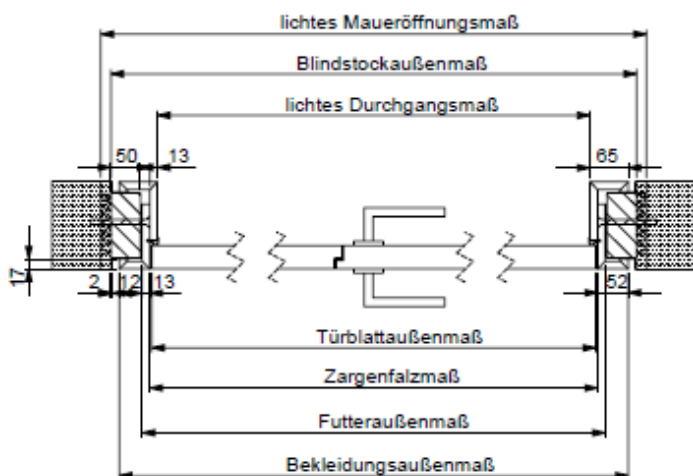 lichtes Maueröffnungsmaß
Blindstockaußenmaß
lichtes Durchgangsmaß
50 13 65
17
2 12 13 52
Türblattaußenmaß
Zargenfalzmaß
Futteraußenmaß
Bekleidungsaußenmaß